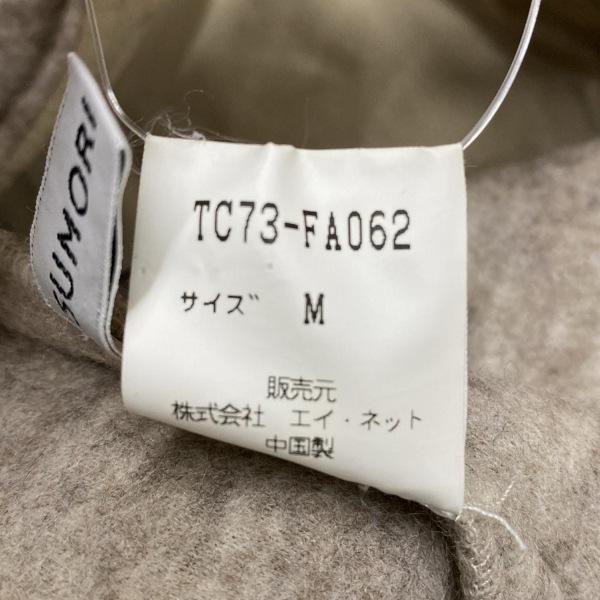 SUMORI
TC73-FA062
サイズ M
販売元
株式会社 エイ・ネット
中国製